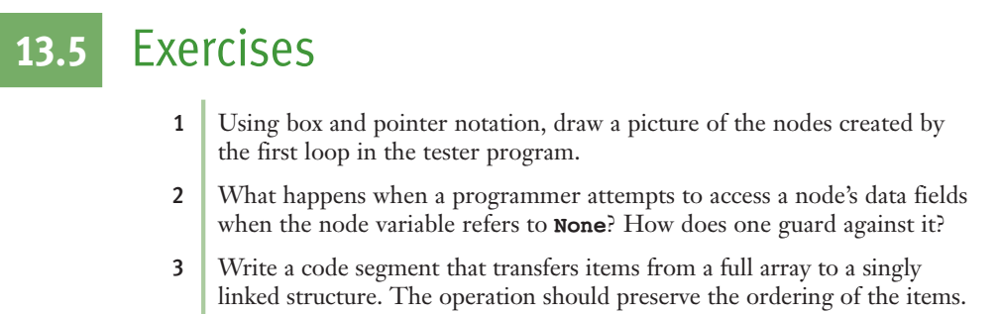 13.5 Exercises
1 Using box and pointer notation, draw a picture of the nodes created by
the first loop in the tester program.
2 What happens when a programmer attempts to access a node’s data fields
when the node variable refers to None? How does one guard against it?
3 Write a code segment that transfers items from a full array to a singly
linked structure. The operation should preserve the ordering of the items.